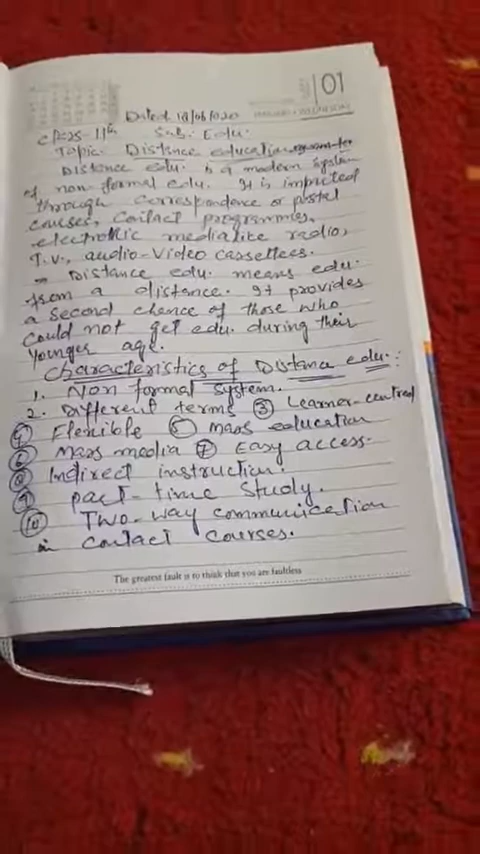 01
JANUARY • WEDNESDAY
Dated 18/06/020
class-11th Sub. Edu.
Topic. Distance education
Distance edu. is a modern system
of non-formal edu. It is imparted
through correspondence or postal
courses, contact programmes,
electronic media like radio,
T.V., audio-video cassettees.
- Distance edu. means edu.
from a distance. It provides
a second chance of those who
could not get edu. during their
younger age.
Characteristics of Distance edu.:
1. Non formal system.
2. Different terms ③ Learner-centred
④ Flexible ⑤ mass education
⑥ Mass media ⑦ Easy access.
⑧ Indirect instruction.
⑨ part-time study.
⑩ Two-way communication
in contact courses.
The greatest fault is to think that you are faultless